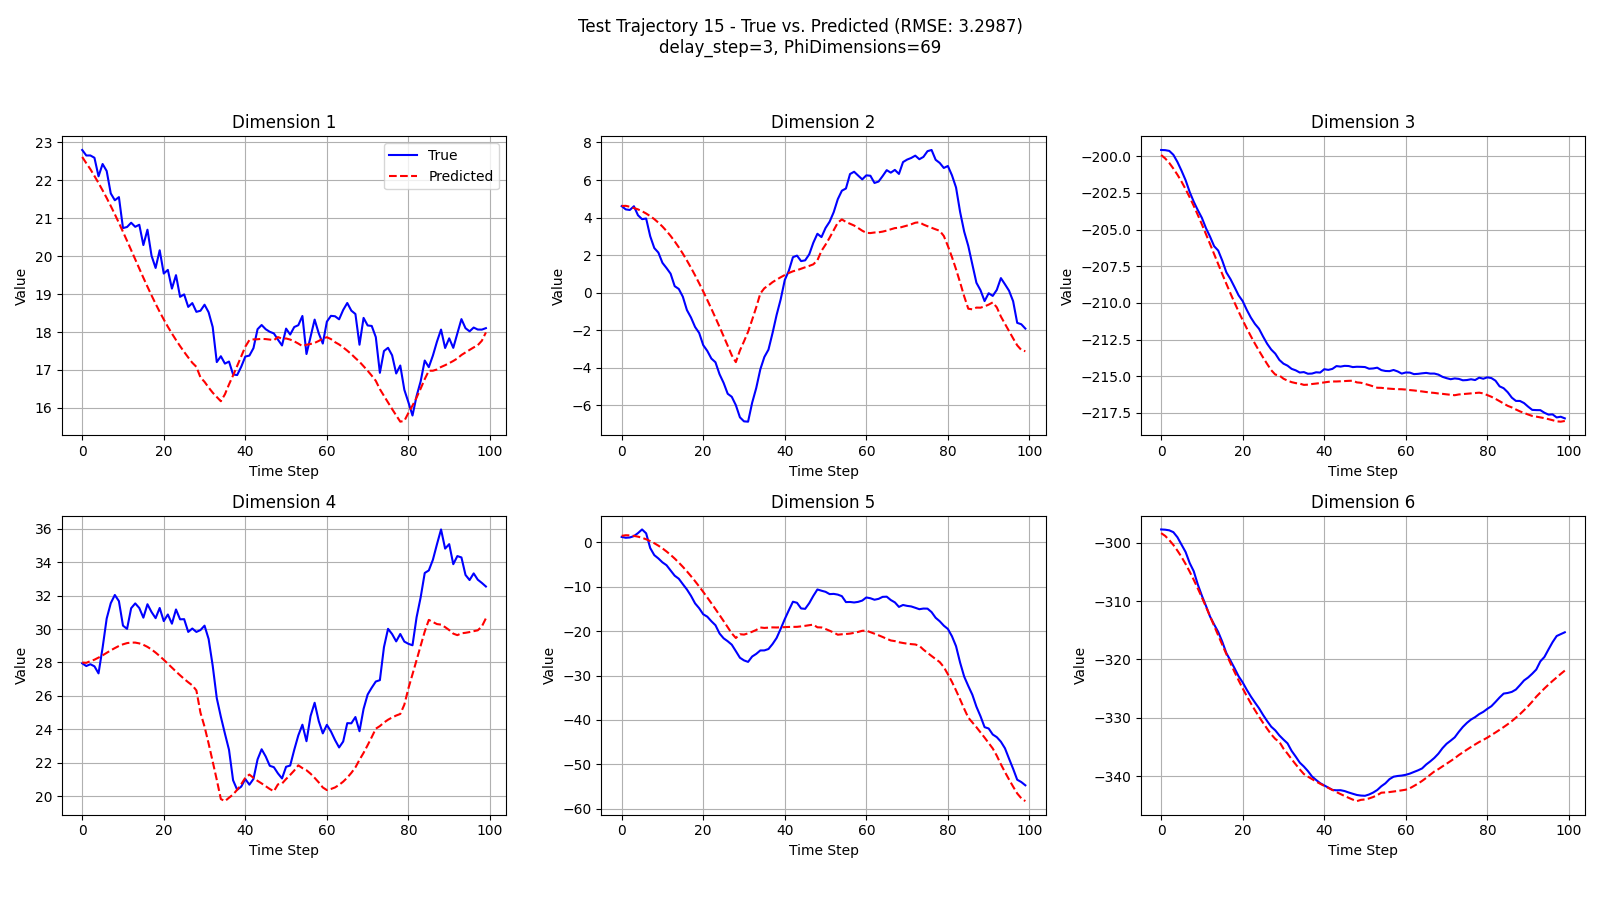 Test Trajectory 15 - True vs. Predicted (RMSE: 3.2987)
delay_step=3, PhiDimensions=69
Dimension 1
Value
23
22
21
20
19
18
17
16
0 20 40 60 80 100
Time Step
True
Predicted
Dimension 2
Value
8
6
4
2
0
−2
−4
−6
0 20 40 60 80 100
Time Step
Dimension 3
Value
−200.0
−202.5
−205.0
−207.5
−210.0
−212.5
−215.0
−217.5
0 20 40 60 80 100
Time Step
Dimension 4
Value
36
34
32
30
28
26
24
22
20
0 20 40 60 80 100
Time Step
Dimension 5
Value
0
−10
−20
−30
−40
−50
−60
0 20 40 60 80 100
Time Step
Dimension 6
Value
−300
−310
−320
−330
−340
0 20 40 60 80 100
Time Step